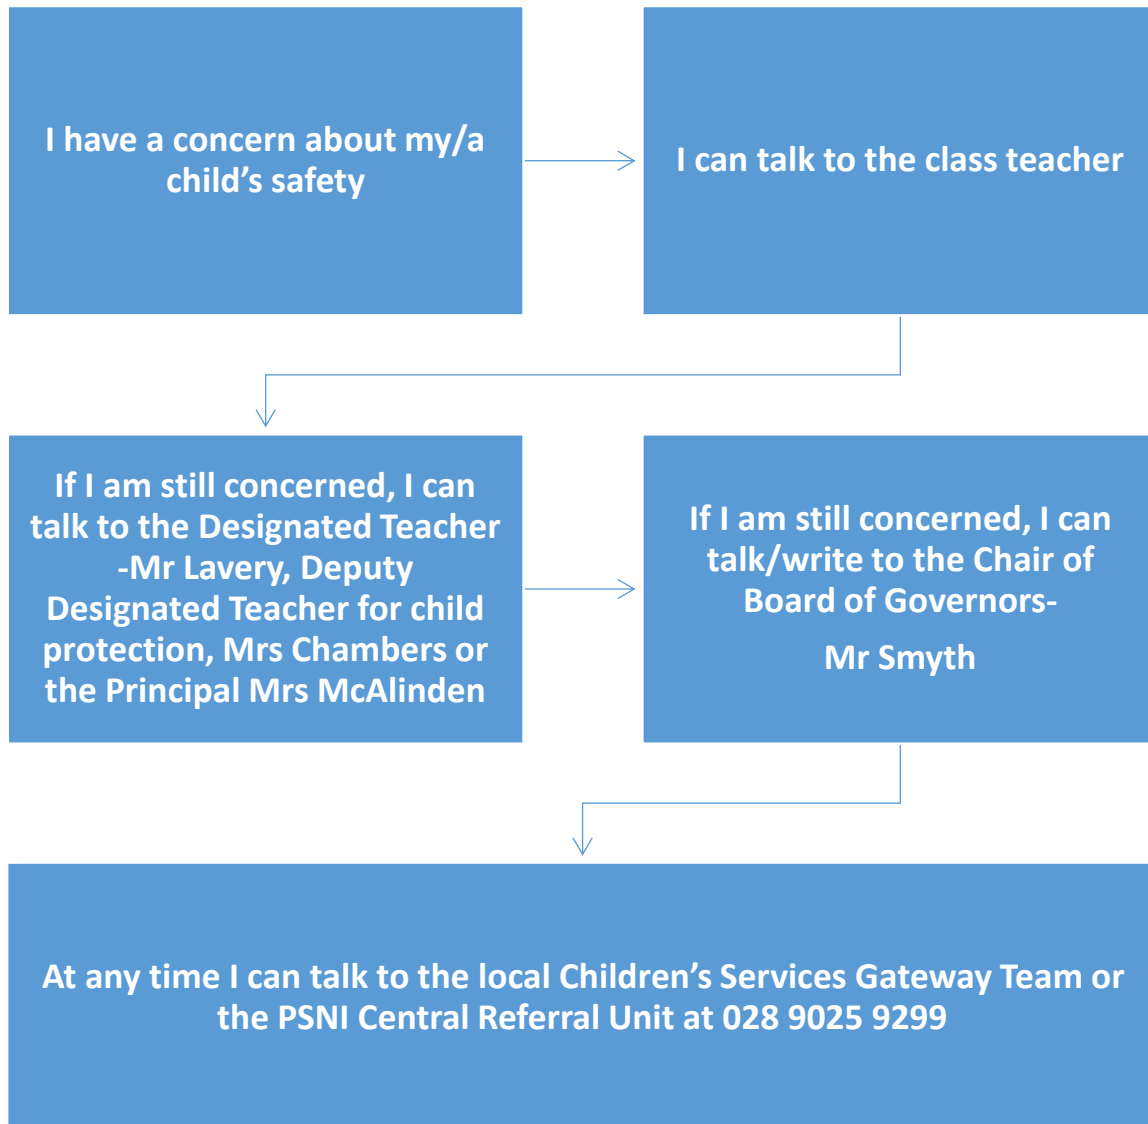 I have a concern about my/a
child’s safety
I can talk to the class teacher
If I am still concerned, I can
talk to the Designated Teacher
-Mr Lavery, Deputy
Designated Teacher for child
protection, Mrs Chambers or
the Principal Mrs McAlinden
If I am still concerned, I can
talk/write to the Chair of
Board of Governors-
Mr Smyth
At any time I can talk to the local Children’s Services Gateway Team or
the PSNI Central Referral Unit at 028 9025 9299